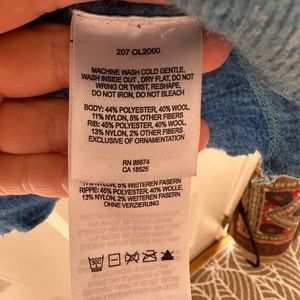 207 OL2060
MACHINE WASH COLD GENTLE,
WASH INSIDE OUT , DRY FLAT, DO NOT
WRING OR TWIST, RESHAPE,
DO NOT IRON, DO NOT BLEACH
BODY: 44% POLYESTER, 40% WOOL,
11% NYLON, 5% OTHER FIBERS
RIB: 45% POLYESTER, 40% WOOL,
13% NYLON, 2% OTHER FIBERS
EXCLUSIVE OF ORNAMENTATION
RN 89674
CA 18525
11% NYLON, 5% WEITEREN FASERN
RIPPE: 45% POLYESTER, 40% WOLLE,
13% NYLON, 2% WEITEREN FASERN
OHNE VERZIERUNG